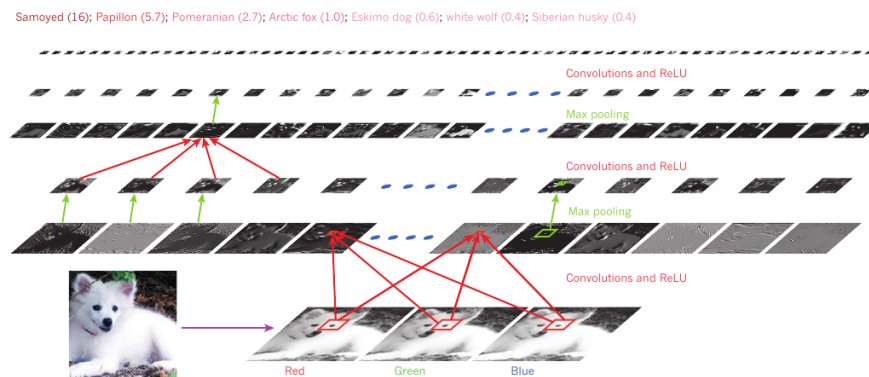 Samoyed (16); Papillon (5.7); Pomeranian (2.7); Arctic fox (1.0); Eskimo dog (0.6); white wolf (0.4); Siberian husky (0.4)
Convolutions and ReLU
Max pooling
Convolutions and ReLU
Max pooling
Convolutions and ReLU
Red Green Blue